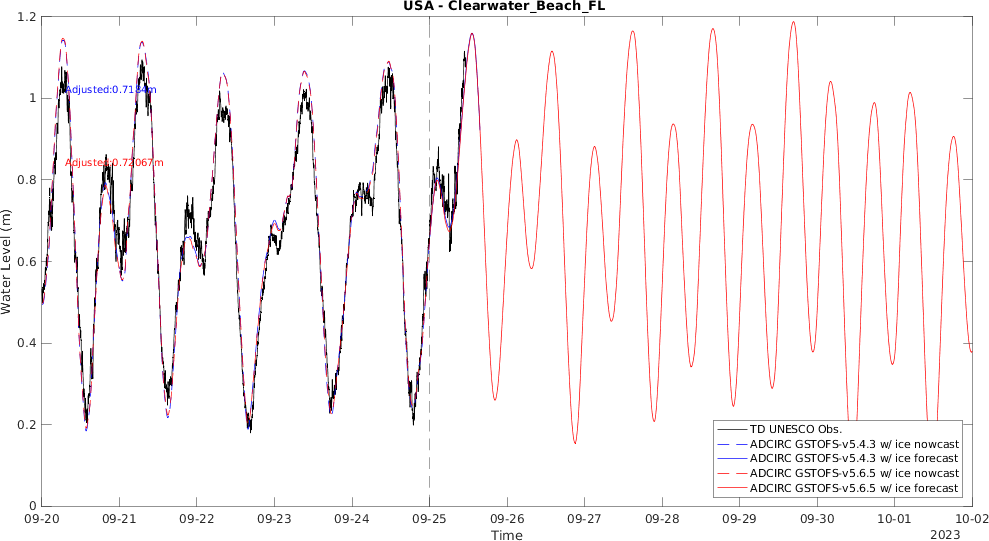 USA - Clearwater_Beach_FL
1.2
1
0.8
0.6
0.4
0.2
0
Water Level (m)
Adjusted:0.7184m
Adjusted:0.72067m
TD UNESCO Obs.
ADCIRC GSTOFS-v5.4.3 w/ ice nowcast
ADCIRC GSTOFS-v5.4.3 w/ ice forecast
ADCIRC GSTOFS-v5.6.5 w/ ice nowcast
ADCIRC GSTOFS-v5.6.5 w/ ice forecast
09-20 09-21 09-22 09-23 09-24 09-25 09-26 09-27 09-28 09-29 09-30 10-01 10-02
Time
2023